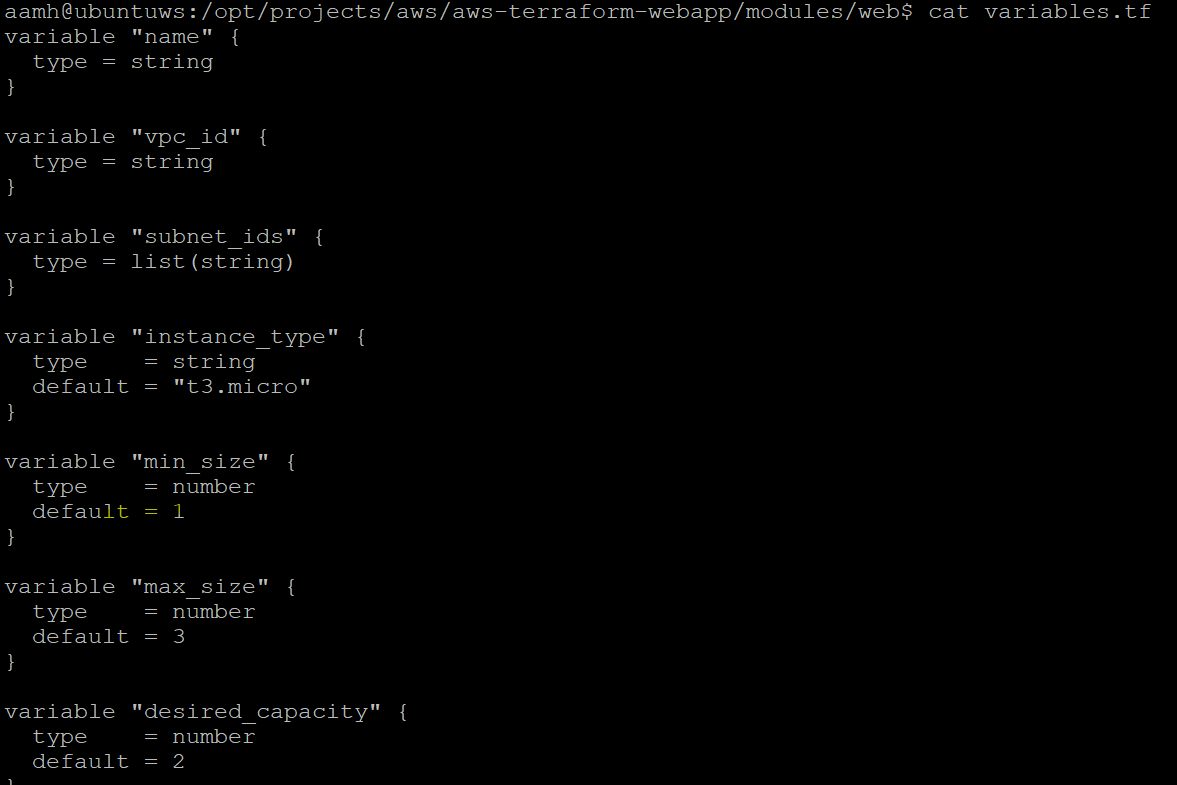 aamh@ubuntuws:/opt/projects/aws/aws-terraform-webapp/modules/web$ cat variables.tf
variable "name" {
  type = string
}

variable "vpc_id" {
  type = string
}

variable "subnet_ids" {
  type = list(string)
}

variable "instance_type" {
  type    = string
  default = "t3.micro"
}

variable "min_size" {
  type    = number
  default = 1
}

variable "max_size" {
  type    = number
  default = 3
}

variable "desired_capacity" {
  type    = number
  default = 2
}